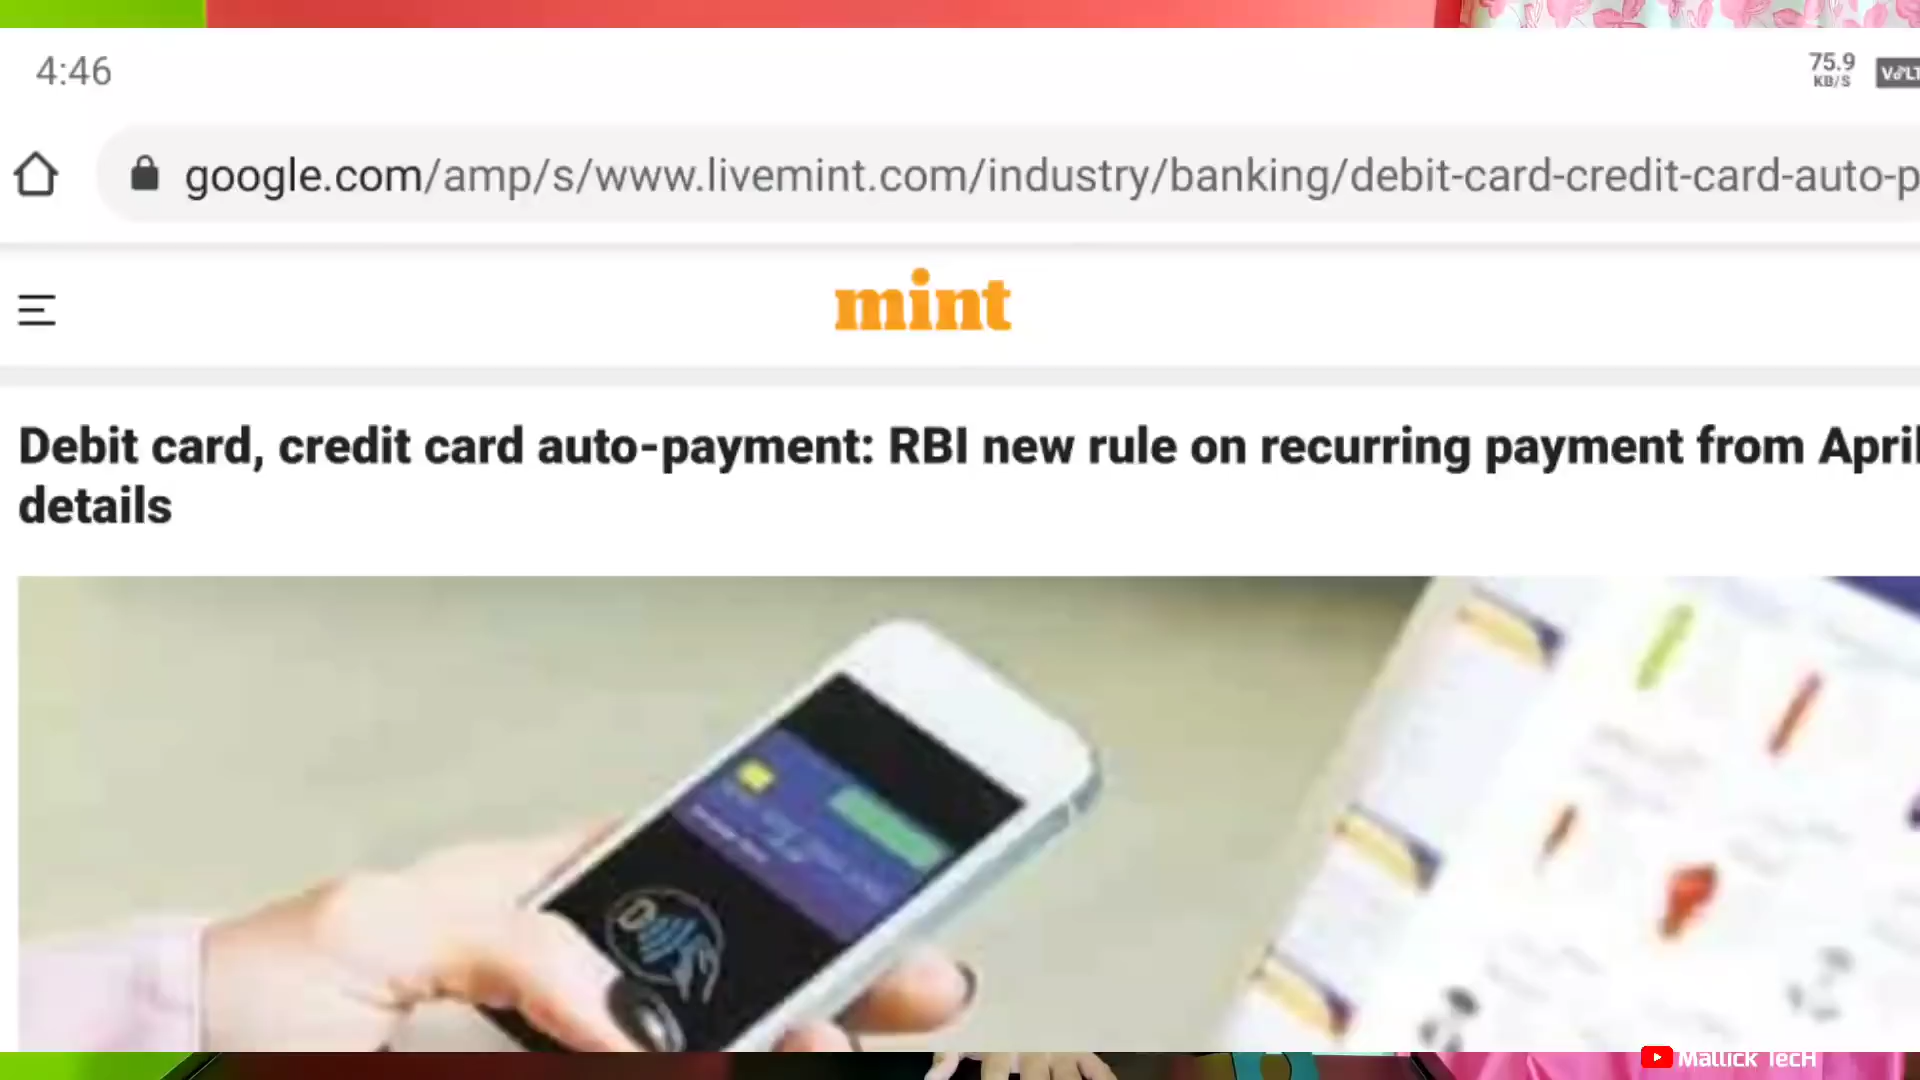 4:46
75.9
KB/S
google.com/amp/s/www.livemint.com/industry/banking/debit-card-credit-card-auto-p
mint
Debit card, credit card auto-payment: RBI new rule on recurring payment from April
details
Mallick TecH